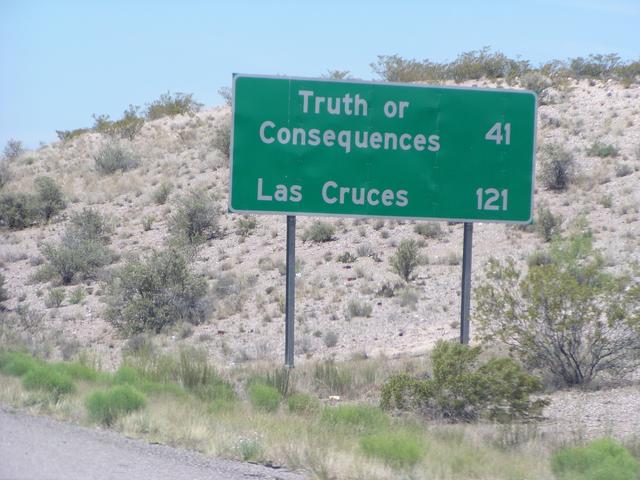 Truth or
Consequences 41
Las Cruces 121